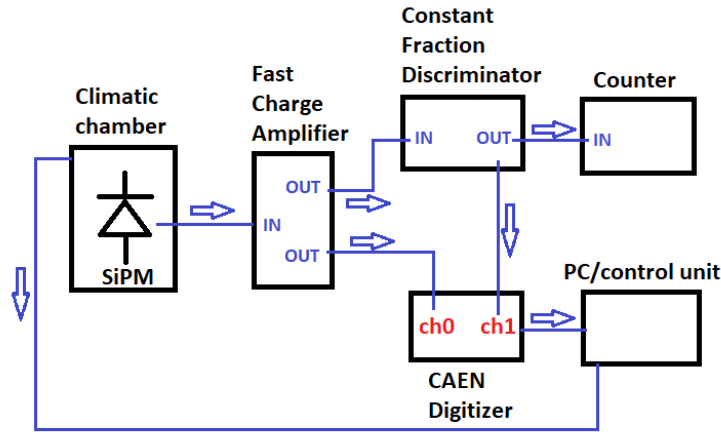 Climatic
chamber
SiPM
Fast
Charge
Amplifier
IN
OUT
OUT
Constant
Fraction
Discriminator
IN
OUT
Counter
IN
ch0
ch1
CAEN
Digitizer
PC/control unit